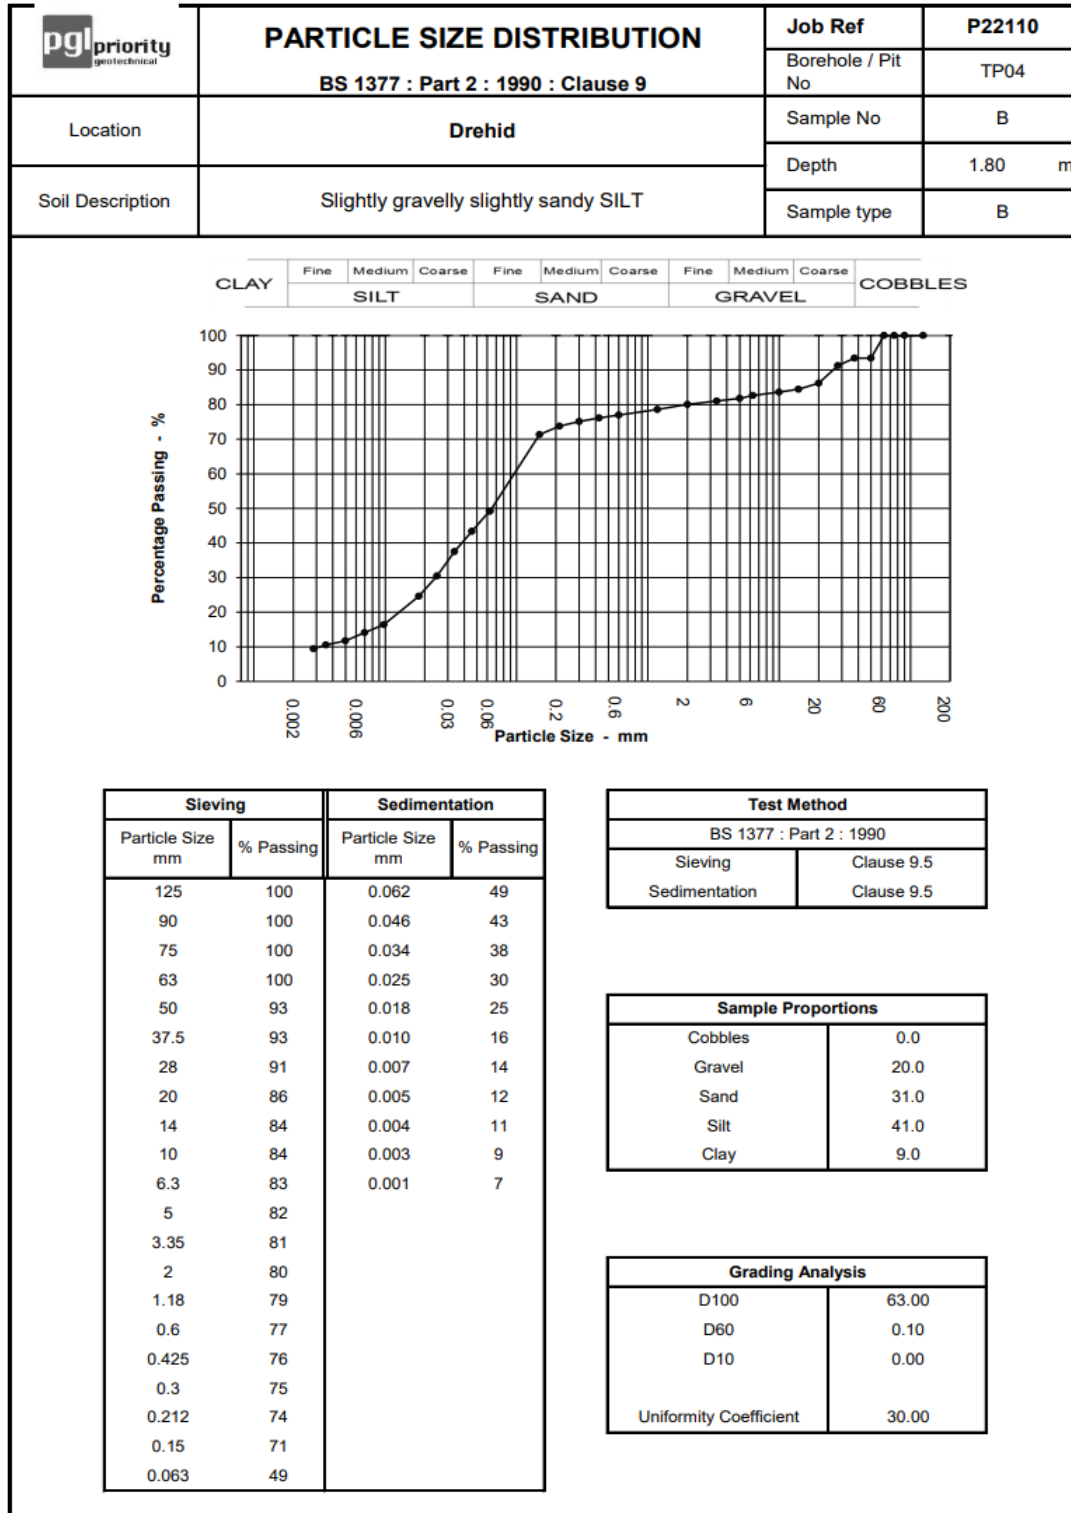 pgl priority
geotechnical
PARTICLE SIZE DISTRIBUTION
BS 1377 : Part 2 : 1990 : Clause 9
Job Ref P22110
Borehole / Pit
No TP04
Location Drehid
Sample No B
Depth 1.80 m
Soil Description Slightly gravelly slightly sandy SILT
Sample type B
CLAY Fine Medium Coarse Fine Medium Coarse Fine Medium Coarse COBBLES
SILT SAND GRAVEL
100
90
80
70
60
50
40
30
20
10
0
Percentage Passing - %
0.002 0.006 0.03 0.06 0.2 0.6 2 6 20 60 200
Particle Size - mm
Sieving Sedimentation
Particle Size
mm % Passing Particle Size
mm % Passing
125 100 0.062 49
90 100 0.046 43
75 100 0.034 38
63 100 0.025 30
50 93 0.018 25
37.5 93 0.010 16
28 91 0.007 14
20 86 0.005 12
14 84 0.004 11
10 84 0.003 9
6.3 83 0.001 7
5 82
3.35 81
2 80
1.18 79
0.6 77
0.425 76
0.3 75
0.212 74
0.15 71
0.063 49
Test Method
BS 1377 : Part 2 : 1990
Sieving Clause 9.5
Sedimentation Clause 9.5
Sample Proportions
Cobbles 0.0
Gravel 20.0
Sand 31.0
Silt 41.0
Clay 9.0
Grading Analysis
D100 63.00
D60 0.10
D10 0.00
Uniformity Coefficient 30.00